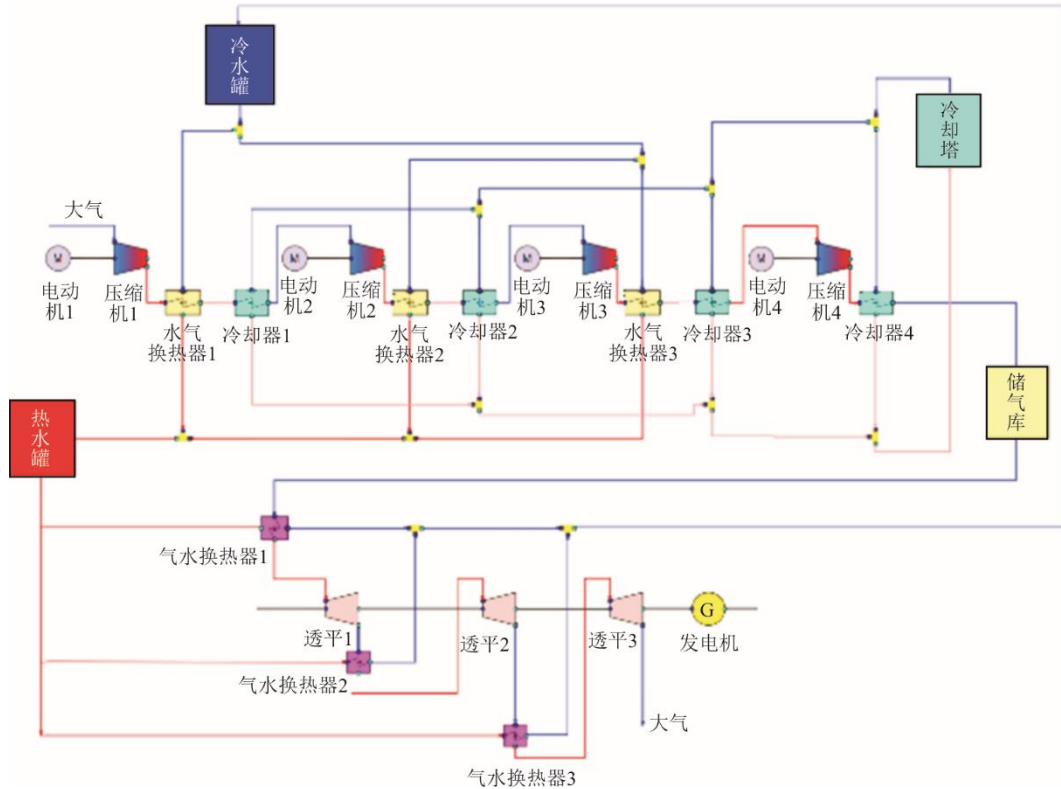 冷
水
罐
冷
却
塔
大气
M
M
M
M
电动
机1
压缩
机1
水气
换热器1
冷却器1
电动
机2
压缩
机2
水气
换热器2
冷却器2
电动
机3
压缩
机3
水气
换热器3
冷却器3
电动
机4
压缩
机4
冷却器4
储
气
库
热
水
罐
气水换热器1
透平1
透平2
透平3
G
发电机
气水换热器2
大气
气水换热器3